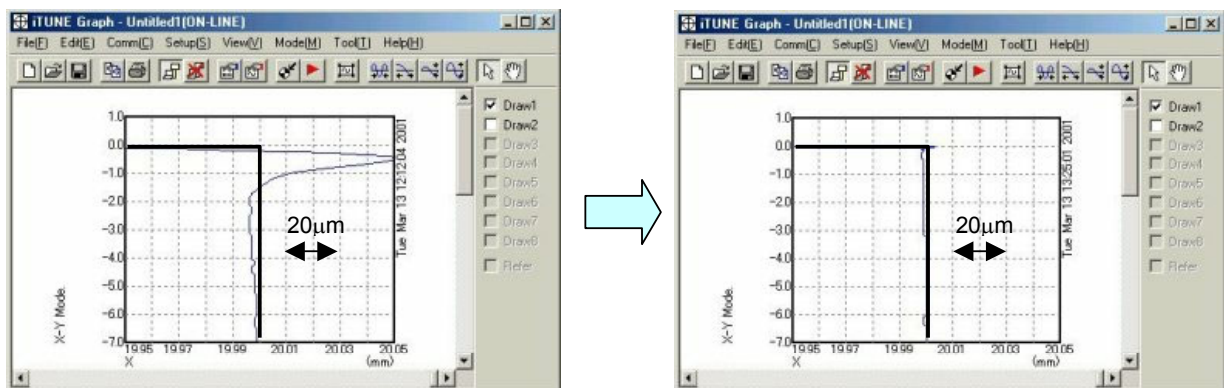 iTUNE Graph - Untitled1(ON-LINE)
File(F) Edit(E) Comm(C) Setup(S) View(V) Mode(M) Tool(T) Help(H)
1.0
0.0
-1.0
-2.0
-3.0
-4.0
-5.0
-6.0
-7.0
19.95 19.97 19.99 20.01 20.03 20.05
X (mm)
X-Y Mode.
20μm
Tue Mar 13 12:12:04 2001
Draw1
Draw2
Draw3
Draw4
Draw5
Draw6
Draw7
Draw8
Refer
iTUNE Graph - Untitled1(ON-LINE)
File(F) Edit(E) Comm(C) Setup(S) View(V) Mode(M) Tool(T) Help(H)
1.0
0.0
-1.0
-2.0
-3.0
-4.0
-5.0
-6.0
-7.0
19.95 19.97 19.99 20.01 20.03 20.05
X (mm)
X-Y Mode.
20μm
Tue Mar 13 13:25:01 2001
Draw1
Draw2
Draw3
Draw4
Draw5
Draw6
Draw7
Draw8
Refer